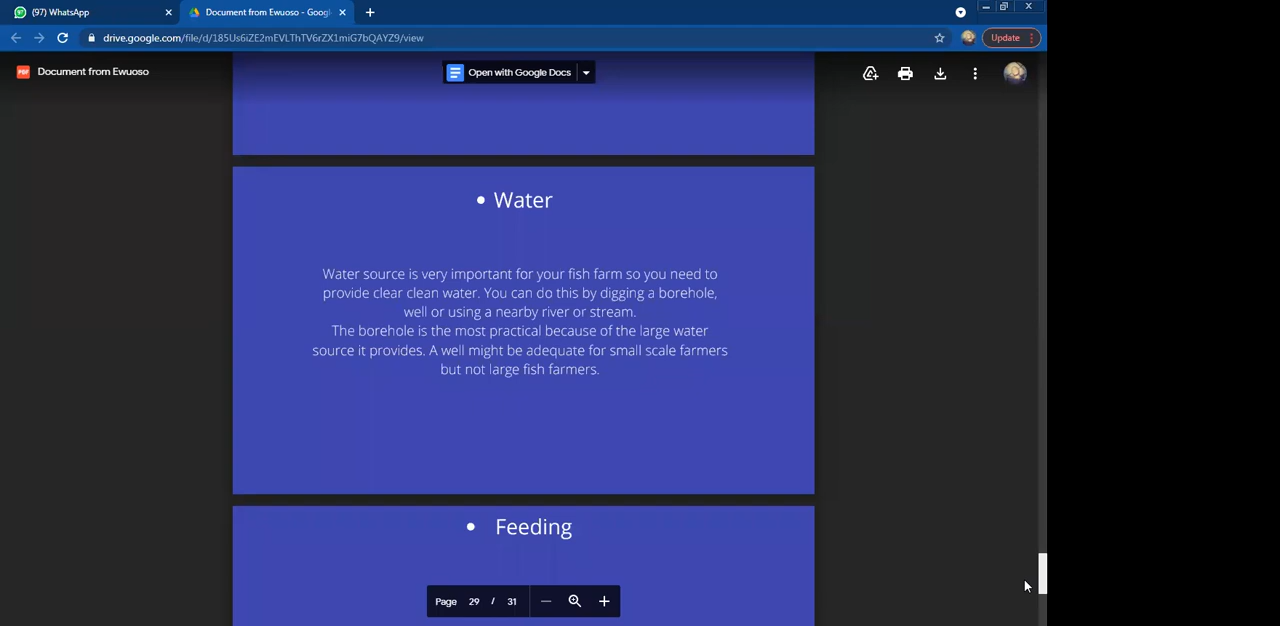 (97) WhatsApp
Document from Ewuoso - Googl
drive.google.com/file/d/185Us6iZE2mEVLThTV6rZX1miG7bQAYZ9/view
Update
PDF
Document from Ewuoso
Open with Google Docs
• Water
Water source is very important for your fish farm so you need to
provide clear clean water. You can do this by digging a borehole,
well or using a nearby river or stream.
The borehole is the most practical because of the large water
source it provides. A well might be adequate for small scale farmers
but not large fish farmers.
• Feeding
Page 29 / 31